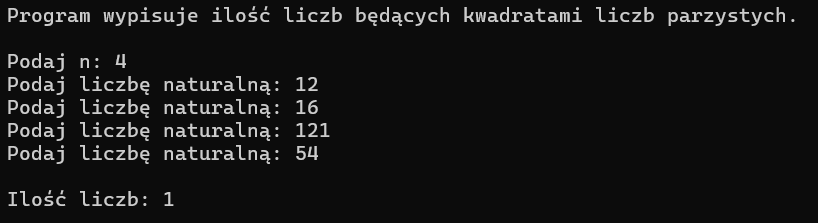 Program wypisuje ilość liczb będących kwadratami liczb parzystych.
Podaj n: 4
Podaj liczbę naturalną: 12
Podaj liczbę naturalną: 16
Podaj liczbę naturalną: 121
Podaj liczbę naturalną: 54
Ilość liczb: 1